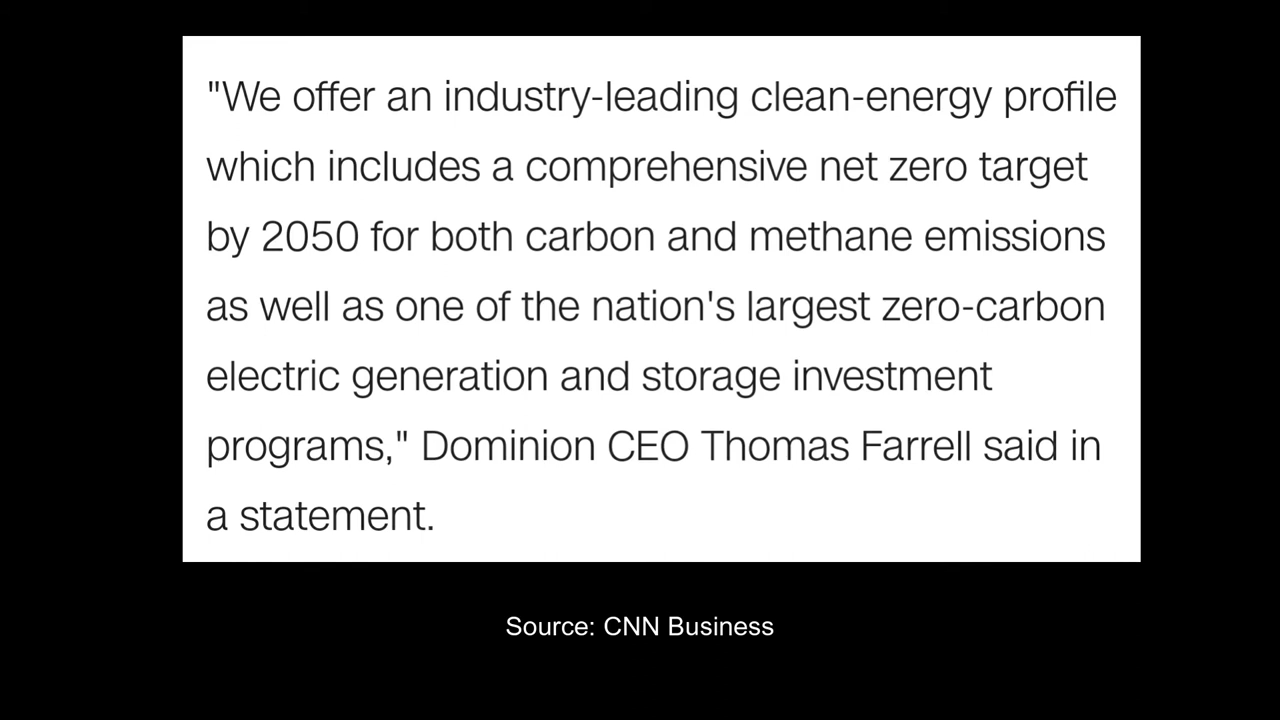 "We offer an industry-leading clean-energy profile
which includes a comprehensive net zero target
by 2050 for both carbon and methane emissions
as well as one of the nation's largest zero-carbon
electric generation and storage investment
programs," Dominion CEO Thomas Farrell said in
a statement.
Source: CNN Business